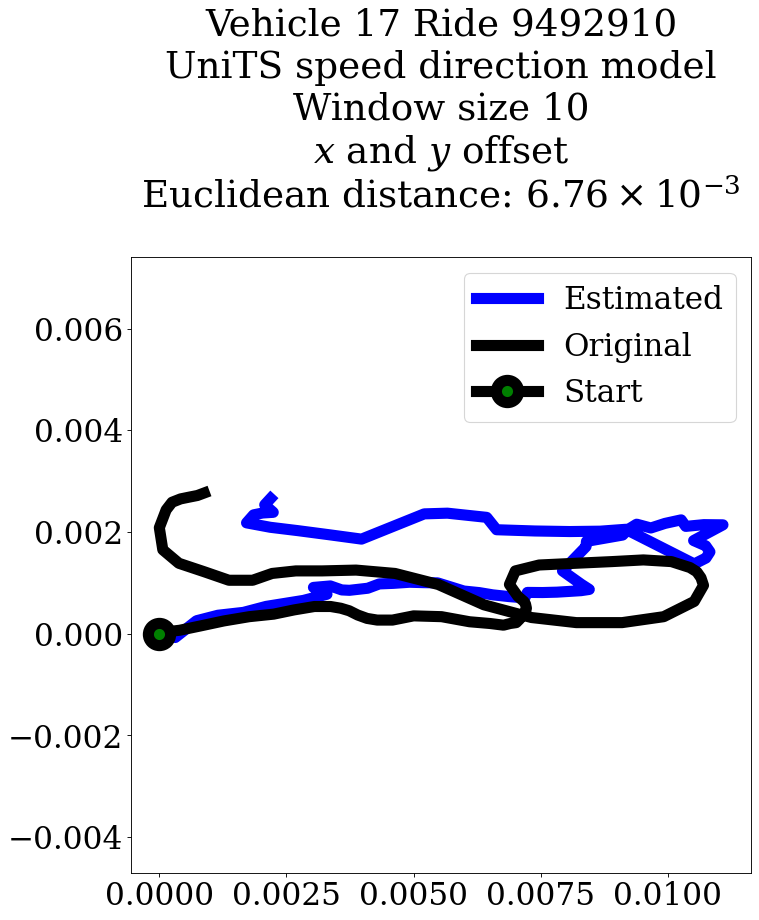 Vehicle 17 Ride 9492910
UniTS speed direction model
Window size 10
x and y offset
Euclidean distance: 6.76 × 10⁻³
Estimated
Original
Start
0.006
0.004
0.002
0.000
−0.002
−0.004
0.0000 0.0025 0.0050 0.0075 0.0100